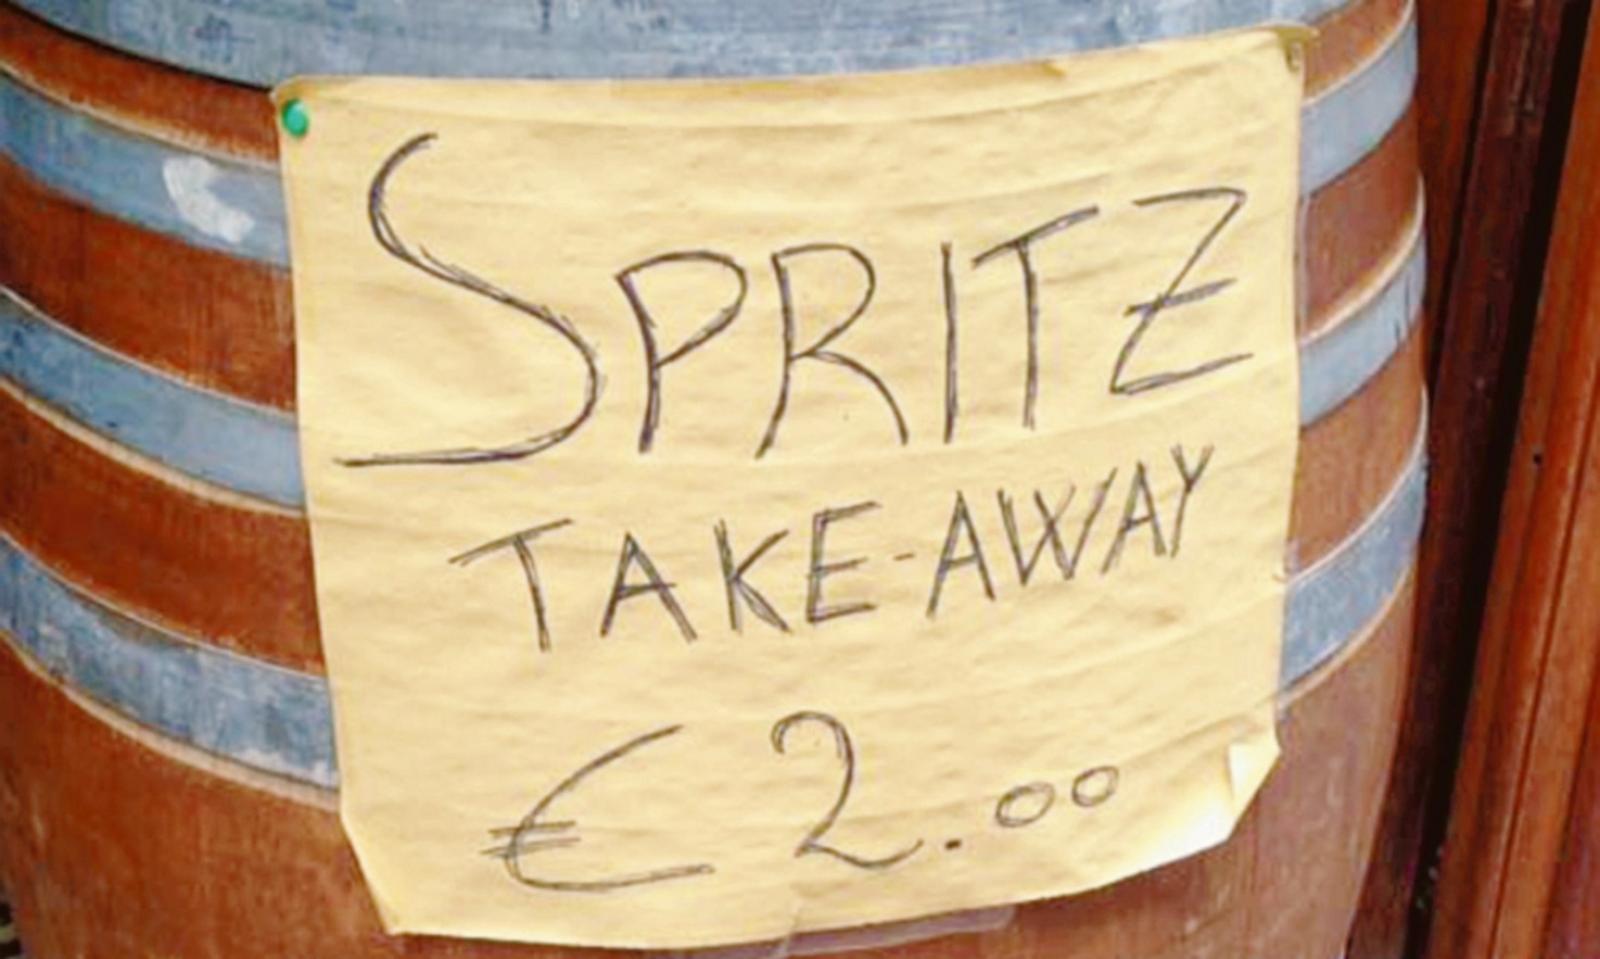 SPRITZ
TAKE-AWAY
€ 2.00